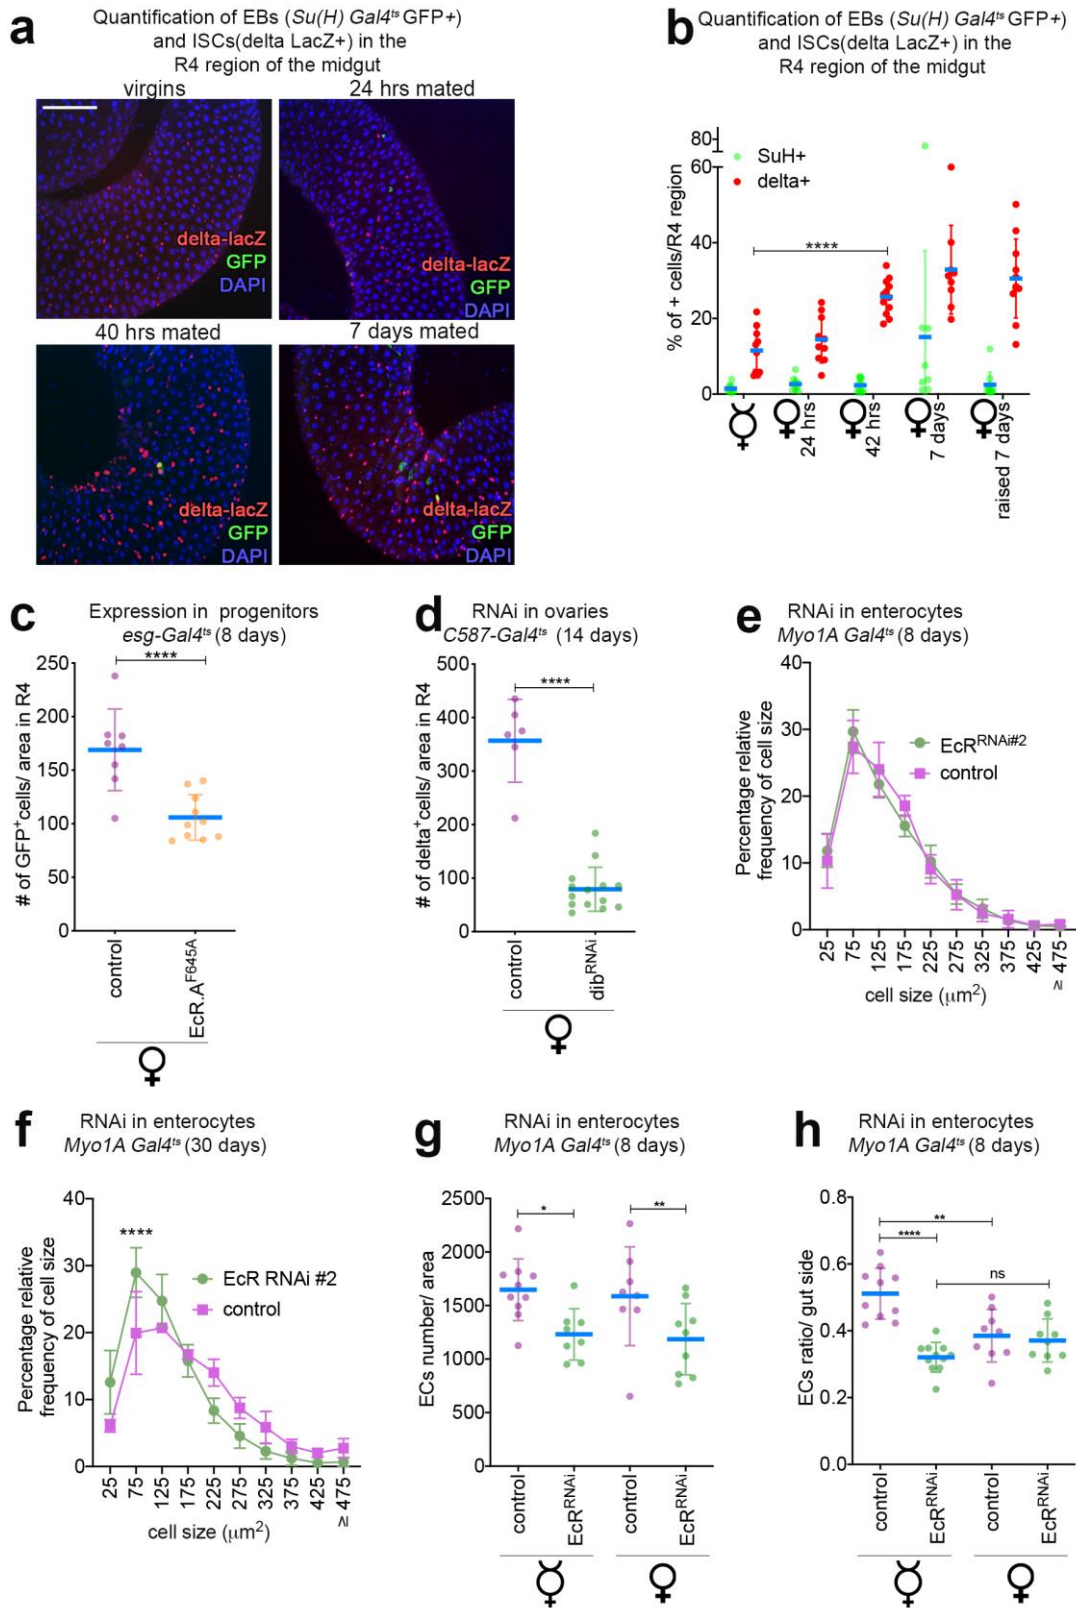 a
Quantification of EBs (Su(H) Gal4ts GFP+)
and ISCs(delta LacZ+) in the
R4 region of the midgut
virgins
24 hrs mated
delta-lacZ
GFP
DAPI
delta-lacZ
GFP
DAPI
40 hrs mated
7 days mated
delta-lacZ
GFP
DAPI
delta-lacZ
GFP
DAPI
b
Quantification of EBs (Su(H) Gal4ts GFP+)
and ISCs(delta LacZ+) in the
R4 region of the midgut
% of + cells/R4 region
80
60
40
20
0
SuH+
delta+
****
24 hrs
42 hrs
7 days
raised 7 days
c
Expression in progenitors
esg-Gal4ts (8 days)
****
# of GFP+cells/ area in R4
250
200
150
100
50
0
control
EcR.AF645A
d
RNAi in ovaries
C587-Gal4ts (14 days)
****
# of delta+cells/ area in R4
500
400
300
200
100
0
control
dibRNAi
e
RNAi in enterocytes
Myo1A Gal4ts (8 days)
Percentage relative
frequency of cell size
40
30
20
10
0
EcRRNAi#2
control
25
75
125
175
225
275
325
375
425
≥ 475
cell size (μm2)
f
RNAi in enterocytes
Myo1A Gal4ts (30 days)
Percentage relative
frequency of cell size
40
30
20
10
0
****
EcR RNAi #2
control
25
75
125
175
225
275
325
375
425
≥ 475
cell size (μm2)
g
RNAi in enterocytes
Myo1A Gal4ts (8 days)
ECs number/ area
2500
2000
1500
1000
500
0
*
**
control
EcRRNAi
control
EcRRNAi
h
RNAi in enterocytes
Myo1A Gal4ts (8 days)
ECs ratio/ gut side
0.8
0.6
0.4
0.2
0.0
**
****
ns
control
EcRRNAi
control
EcRRNAi